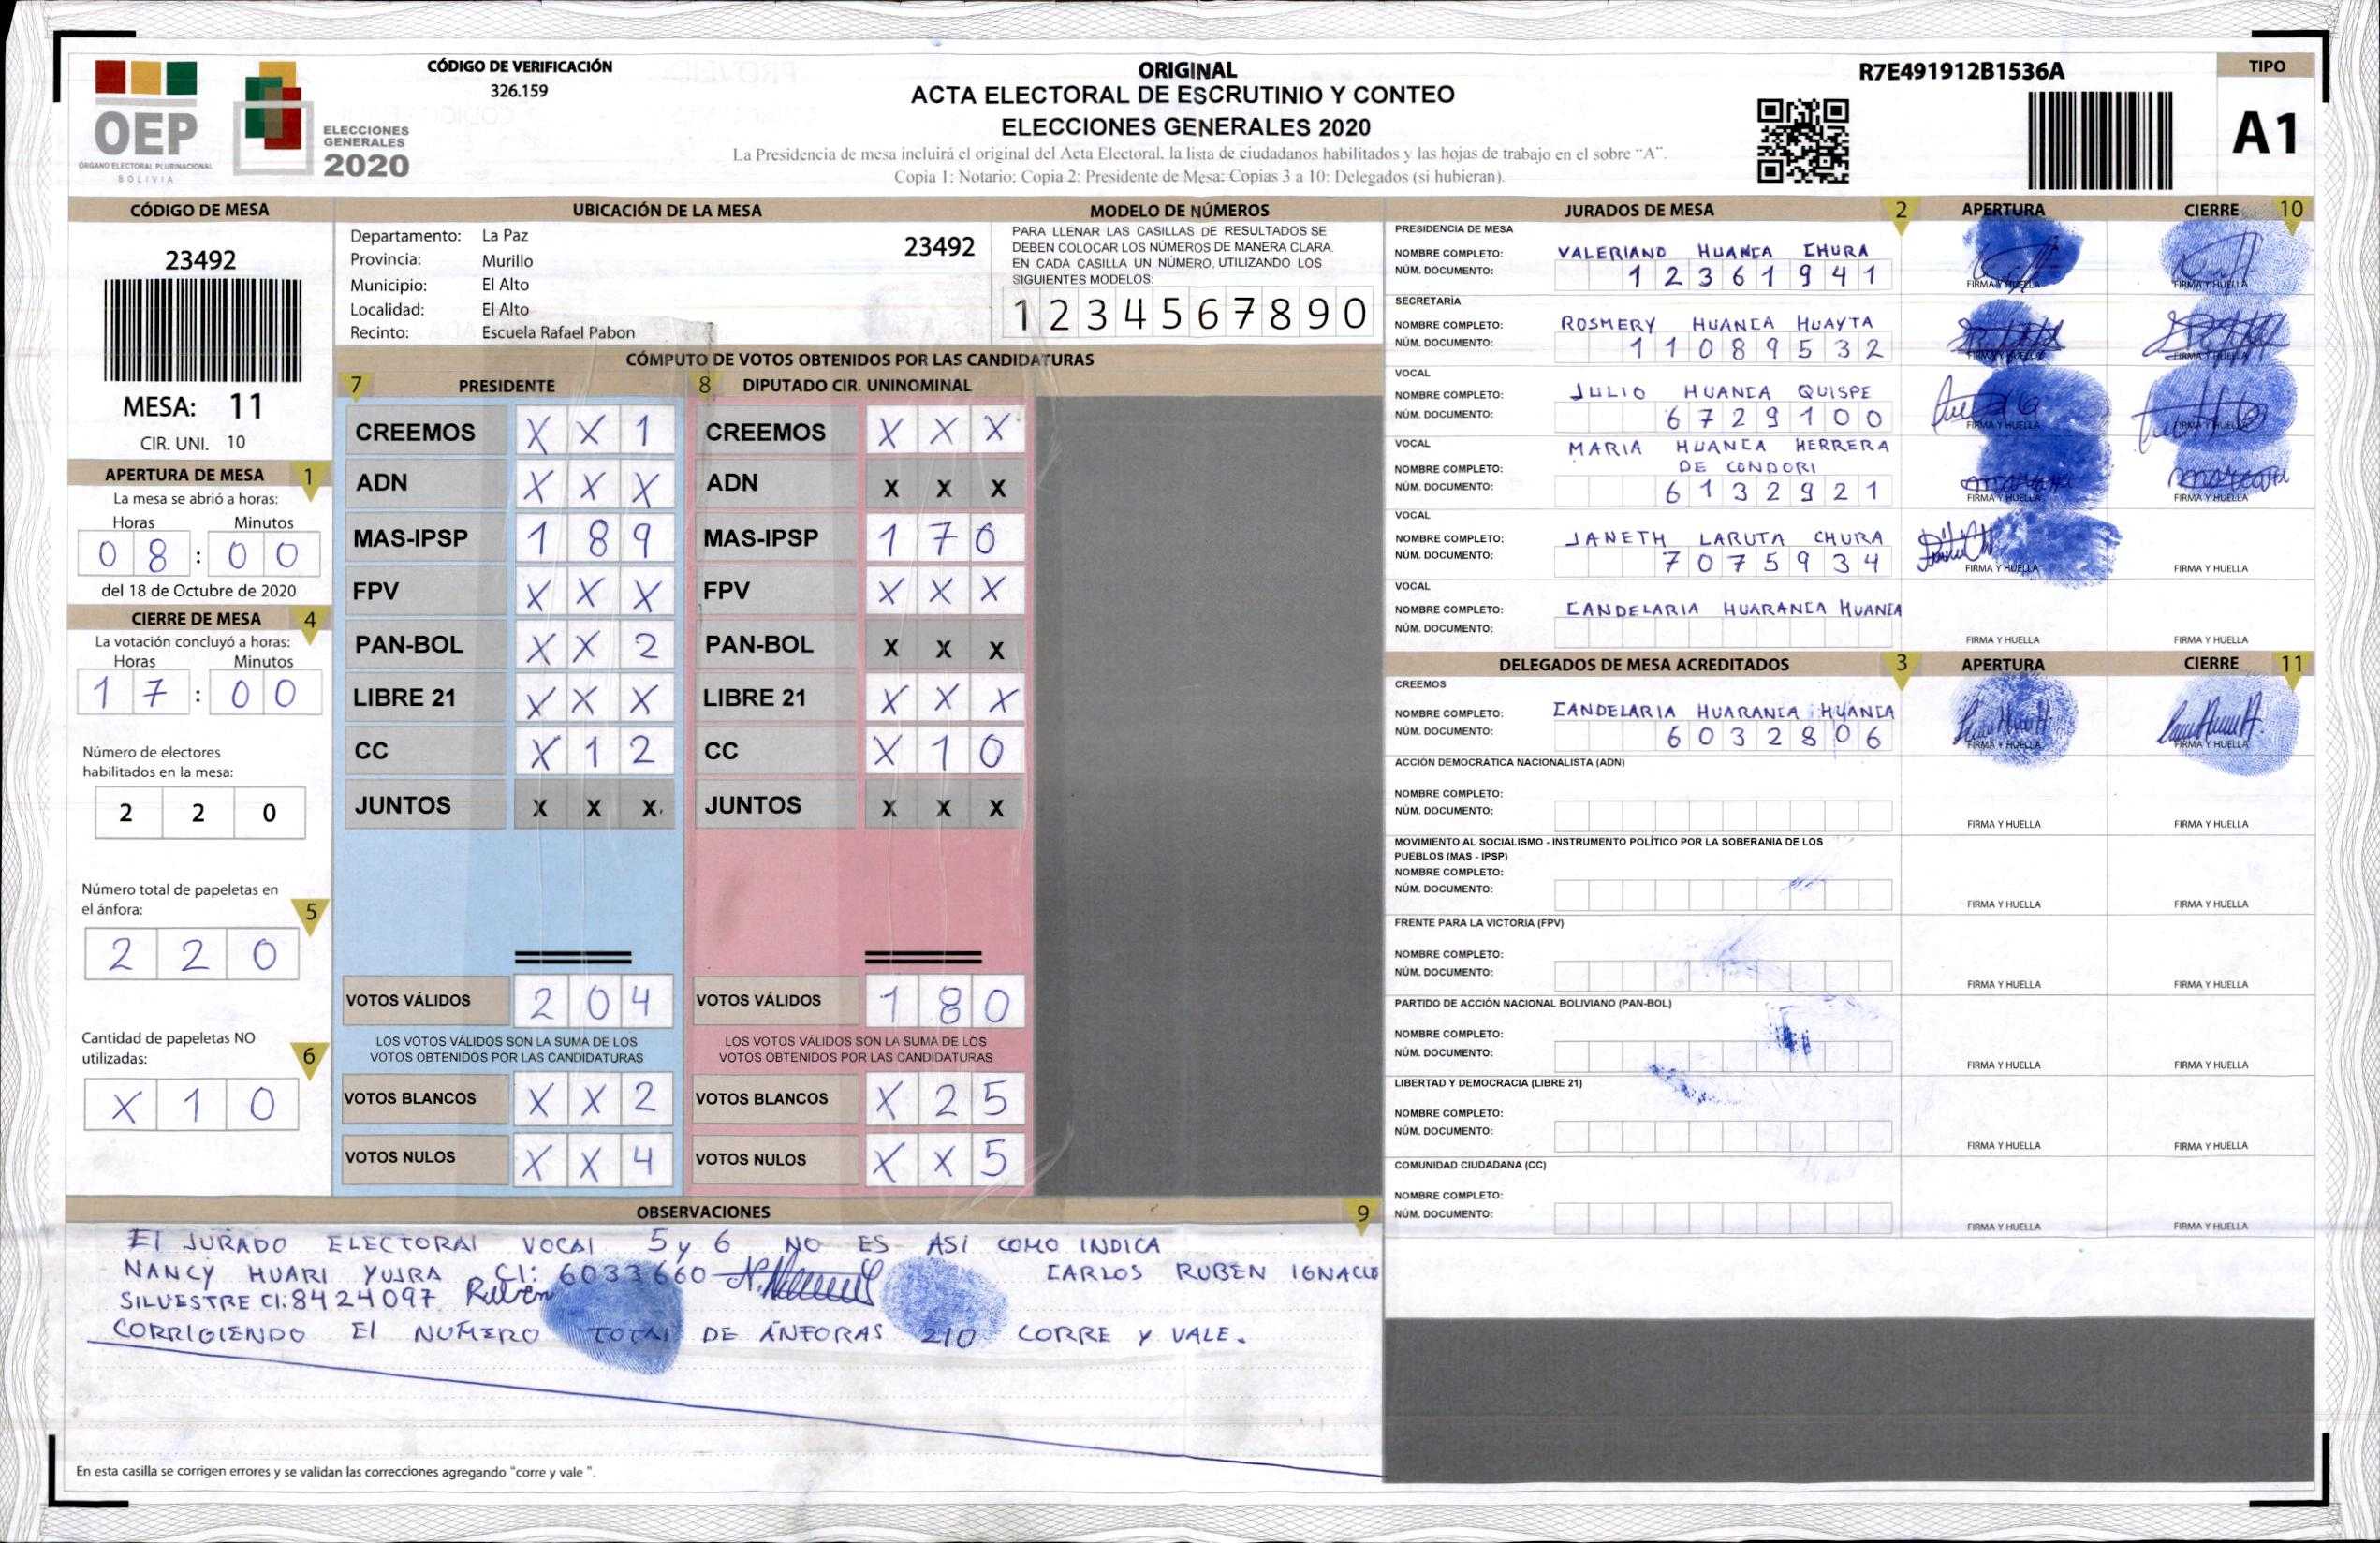 CÓDIGO DE VERIFICACIÓN
326.159
ORIGINAL
ACTA ELECTORAL DE ESCRUTINIO Y CONTEO
ELECCIONES GENERALES 2020
La Presidencia de mesa incluirá el original del Acta Electoral, la lista de ciudadanos habilitados y las hojas de trabajo en el sobre "A".
Copia 1: Notario; Copia 2: Presidente de Mesa; Copias 3 a 10: Delegados (si hubieran).
R7E491912B1536A
TIPO
A1
OEP
ÓRGANO ELECTORAL PLURINACIONAL
BOLIVIA
ELECCIONES
GENERALES
2020
CÓDIGO DE MESA
23492
MESA: 11
CIR. UNI. 10
APERTURA DE MESA 1
La mesa se abrió a horas:
Horas Minutos
0 8 : 0 0
del 18 de Octubre de 2020
CIERRE DE MESA 4
La votación concluyó a horas:
Horas Minutos
1 7 : 0 0
Número de electores
habilitados en la mesa:
2 2 0
Número total de papeletas en
el ánfora: 5
2 2 0
Cantidad de papeletas NO
utilizadas: 6
X 1 0
UBICACIÓN DE LA MESA
Departamento: La Paz
23492
Provincia: Murillo
Municipio: El Alto
Localidad: El Alto
Recinto: Escuela Rafael Pabon
MODELO DE NÚMEROS
PARA LLENAR LAS CASILLAS DE RESULTADOS SE
DEBEN COLOCAR LOS NÚMEROS DE MANERA CLARA.
EN CADA CASILLA UN NÚMERO, UTILIZANDO LOS
SIGUIENTES MODELOS:
1 2 3 4 5 6 7 8 9 0
CÓMPUTO DE VOTOS OBTENIDOS POR LAS CANDIDATURAS
7 PRESIDENTE 8 DIPUTADO CIR. UNINOMINAL
CREEMOS X X 1 CREEMOS X X X
ADN X X X ADN X X X
MAS-IPSP 1 8 9 MAS-IPSP 1 7 0
FPV X X X FPV X X X
PAN-BOL X X 2 PAN-BOL X X X
LIBRE 21 X X X LIBRE 21 X X X
CC X 1 2 CC X 1 0
JUNTOS X X X JUNTOS X X X
VOTOS VÁLIDOS 2 0 4 VOTOS VÁLIDOS 1 8 0
LOS VOTOS VÁLIDOS SON LA SUMA DE LOS LOS VOTOS VÁLIDOS SON LA SUMA DE LOS
VOTOS OBTENIDOS POR LAS CANDIDATURAS VOTOS OBTENIDOS POR LAS CANDIDATURAS
VOTOS BLANCOS X X 2 VOTOS BLANCOS X 2 5
VOTOS NULOS X X 4 VOTOS NULOS X X 5
JURADOS DE MESA 2 APERTURA CIERRE 10
PRESIDENCIA DE MESA
NOMBRE COMPLETO: VALERIANO HUANCA CHURA
NÚM. DOCUMENTO: 1 2 3 6 1 9 4 1
FIRMA Y HUELLA FIRMA Y HUELLA
SECRETARÍA
NOMBRE COMPLETO: ROSMERY HUANCA HUAYTA
NÚM. DOCUMENTO: 1 1 0 8 9 5 3 2
FIRMA Y HUELLA FIRMA Y HUELLA
VOCAL
NOMBRE COMPLETO: JULIO HUANCA QUISPE
NÚM. DOCUMENTO: 6 7 2 9 1 0 0
FIRMA Y HUELLA FIRMA Y HUELLA
VOCAL MARIA HUANCA HERRERA
NOMBRE COMPLETO: DE CONDORI
NÚM. DOCUMENTO: 6 1 3 2 9 2 1
FIRMA Y HUELLA FIRMA Y HUELLA
VOCAL
NOMBRE COMPLETO: JANETH LARUTA CHURA
NÚM. DOCUMENTO: 7 0 7 5 9 3 4
FIRMA Y HUELLA FIRMA Y HUELLA
VOCAL
NOMBRE COMPLETO: CANDELARIA HUARANCA HUANCA
NÚM. DOCUMENTO:
FIRMA Y HUELLA FIRMA Y HUELLA
DELEGADOS DE MESA ACREDITADOS 3 APERTURA CIERRE 11
CREEMOS
NOMBRE COMPLETO: CANDELARIA HUARANCA HUANCA
NÚM. DOCUMENTO: 6 0 3 2 8 0 6
FIRMA Y HUELLA FIRMA Y HUELLA
ACCIÓN DEMOCRÁTICA NACIONALISTA (ADN)
NOMBRE COMPLETO:
NÚM. DOCUMENTO:
FIRMA Y HUELLA FIRMA Y HUELLA
MOVIMIENTO AL SOCIALISMO - INSTRUMENTO POLÍTICO POR LA SOBERANIA DE LOS
PUEBLOS (MAS - IPSP)
NOMBRE COMPLETO:
NÚM. DOCUMENTO:
FIRMA Y HUELLA FIRMA Y HUELLA
FRENTE PARA LA VICTORIA (FPV)
NOMBRE COMPLETO:
NÚM. DOCUMENTO:
FIRMA Y HUELLA FIRMA Y HUELLA
PARTIDO DE ACCIÓN NACIONAL BOLIVIANO (PAN-BOL)
NOMBRE COMPLETO:
NÚM. DOCUMENTO:
FIRMA Y HUELLA FIRMA Y HUELLA
LIBERTAD Y DEMOCRACIA (LIBRE 21)
NOMBRE COMPLETO:
NÚM. DOCUMENTO:
FIRMA Y HUELLA FIRMA Y HUELLA
COMUNIDAD CIUDADANA (CC)
NOMBRE COMPLETO:
NÚM. DOCUMENTO:
FIRMA Y HUELLA FIRMA Y HUELLA
OBSERVACIONES 9
El JURADO ELECTORAl VOCAl 5 y 6 NO ES ASI COMO INDICA
NANCY HUARI YUJRA CI: 6033660 CARLOS RUBEN IGNACIO
SILVESTRE CI: 8424097 Ruben
CORRIGIENDO El NUMERO TOTAl DE ÁNFORAS 210 CORRE Y VALE.
En esta casilla se corrigen errores y se validan las correcciones agregando "corre y vale ".